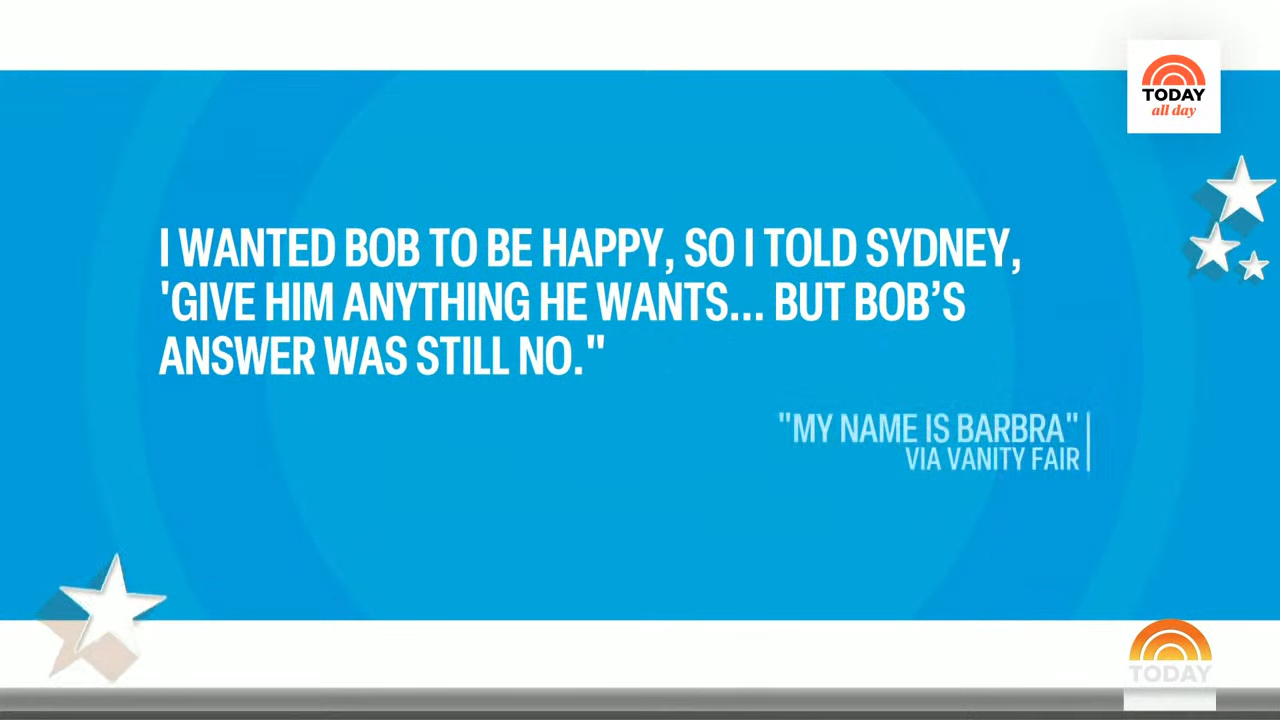 TODAY
all day
I WANTED BOB TO BE HAPPY, SO I TOLD SYDNEY,
'GIVE HIM ANYTHING HE WANTS... BUT BOB’S
ANSWER WAS STILL NO."
"MY NAME IS BARBRA"
VIA VANITY FAIR
TODAY